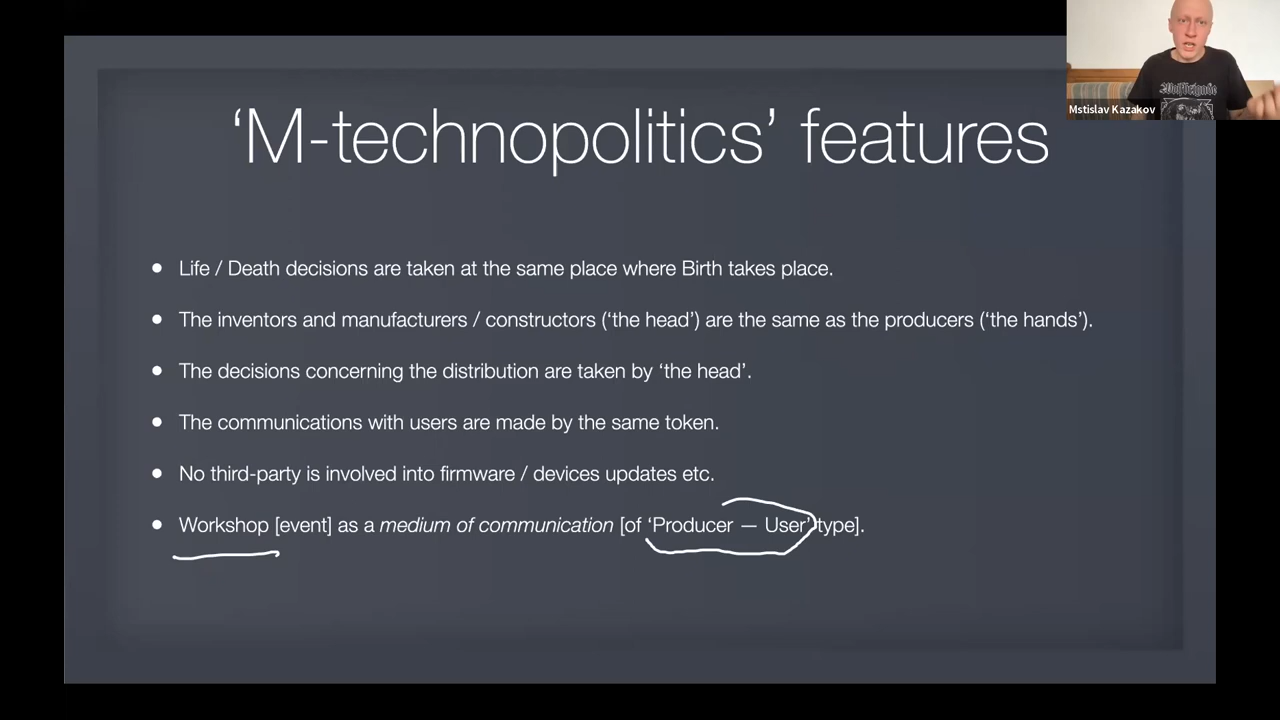 Wolfbrigade
Mstislav Kazakov
‘M-technopolitics’ features
• Life / Death decisions are taken at the same place where Birth takes place.
• The inventors and manufacturers / constructors (‘the head’) are the same as the producers (‘the hands’).
• The decisions concerning the distribution are taken by ‘the head’.
• The communications with users are made by the same token.
• No third-party is involved into firmware / devices updates etc.
• Workshop [event] as a medium of communication [of ‘Producer — User’ type].